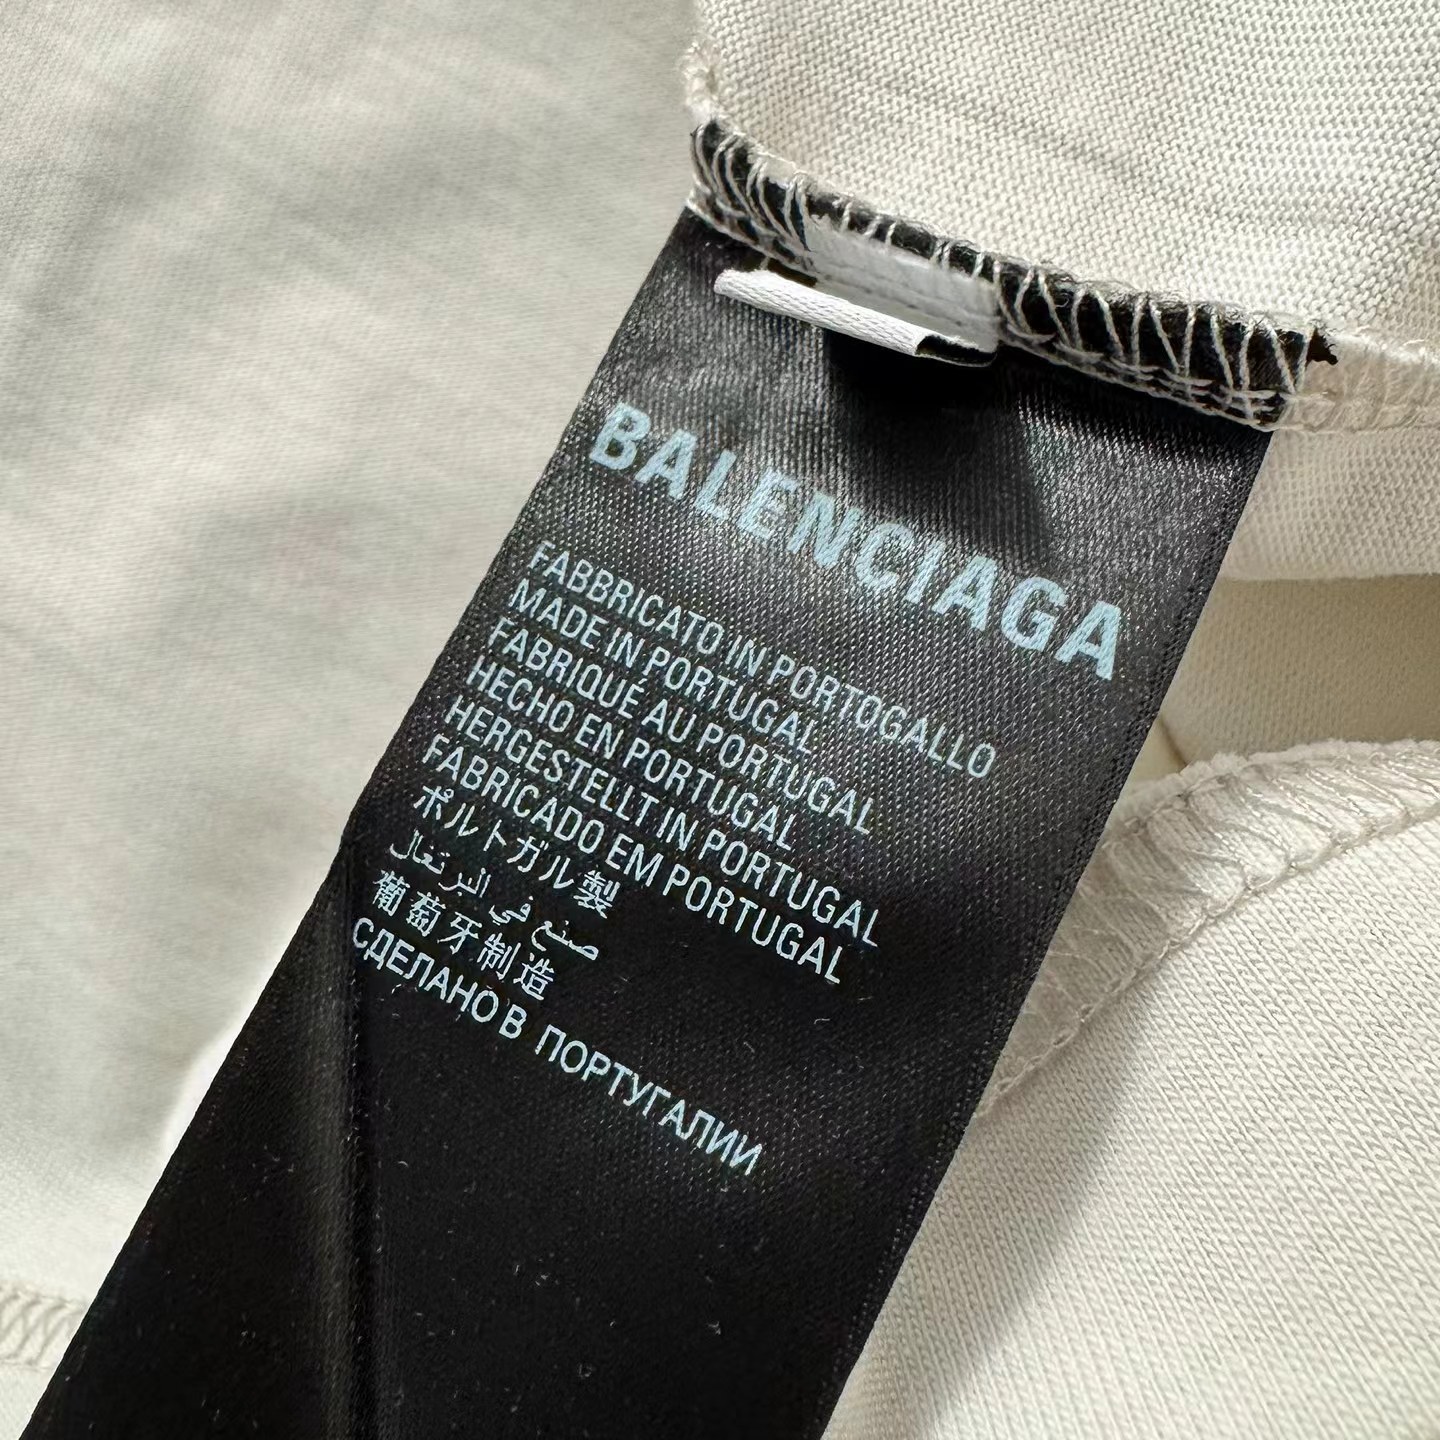 BALENCIAGA
FABBRICATO IN PORTOGALLO
MADE IN PORTUGAL
FABRIQUÉ AU PORTUGAL
HECHO EN PORTUGAL
HERGESTELLT IN PORTUGAL
FABRICADO EM PORTUGAL
ポルトガル製
صنع في البرتغال
葡萄牙制造
СДЕЛАНО В ПОРТУГАЛИИ